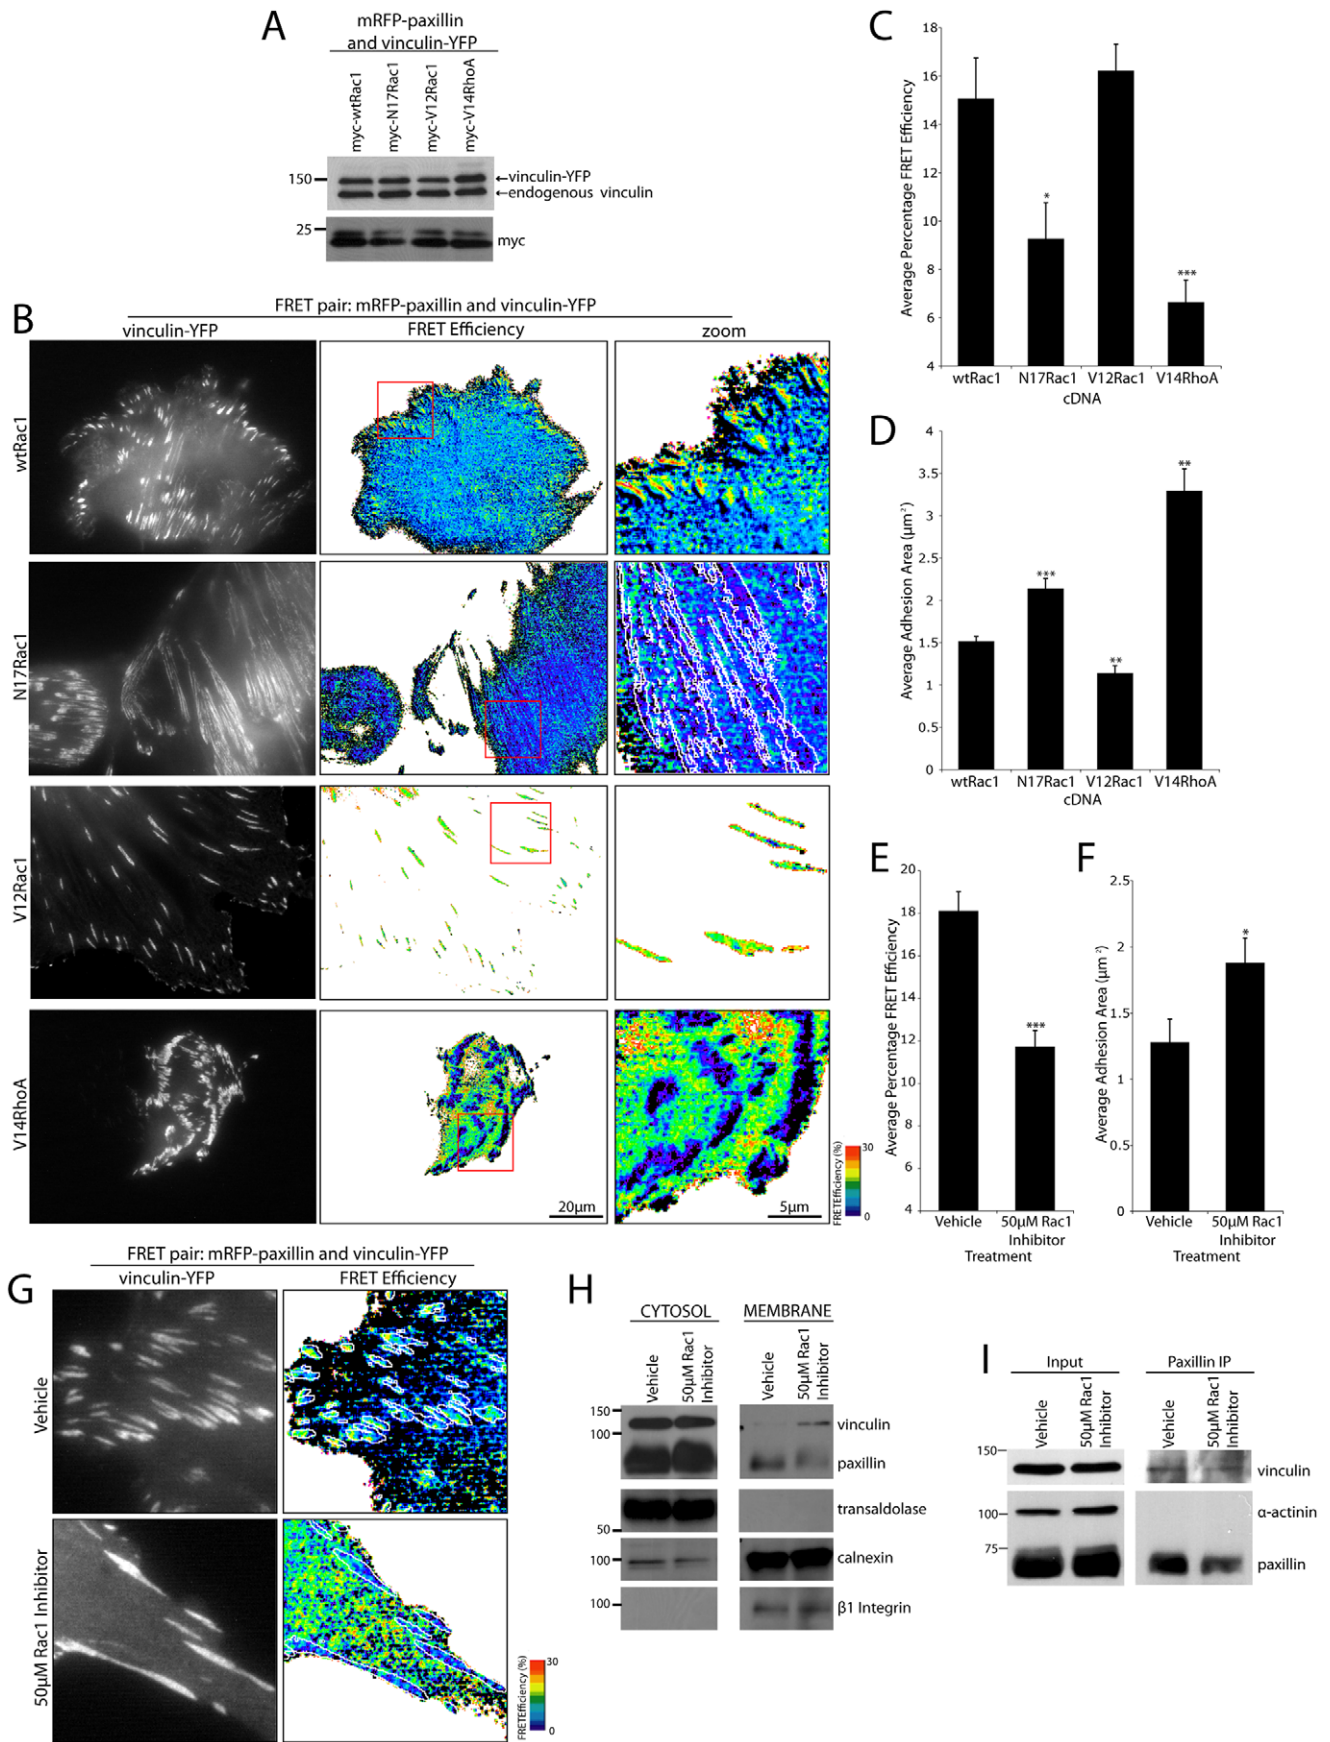 A
mRFP-paxillin
and vinculin-YFP
myc-wtRac1
myc-N17Rac1
myc-V12Rac1
myc-V14RhoA
150
←vinculin-YFP
←endogenous vinculin
25
myc
B
FRET pair: mRFP-paxillin and vinculin-YFP
vinculin-YFP
FRET Efficiency
zoom
wtRac1
N17Rac1
V12Rac1
V14RhoA
20µm
5µm
FRETEfficiency (%)
30
0
C
Average Percentage FRET Efficiency
18
16
14
12
10
8
6
4
*
***
wtRac1 N17Rac1 V12Rac1 V14RhoA
cDNA
D
Average Adhesion Area (µm²)
4
3.5
3
2.5
2
1.5
1
0.5
0
***
**
**
wtRac1 N17Rac1 V12Rac1 V14RhoA
cDNA
E
Average Percentage FRET Efficiency
20
18
16
14
12
10
8
6
4
***
Vehicle 50µM Rac1
Inhibitor
Treatment
F
Average Adhesion Area (µm²)
2.5
2
1.5
1
0.5
0
*
Vehicle 50µM Rac1
Inhibitor
Treatment
G
FRET pair: mRFP-paxillin and vinculin-YFP
vinculin-YFP
FRET Efficiency
Vehicle
50µM Rac1 Inhibitor
FRETEfficiency (%)
30
0
H
CYTOSOL
MEMBRANE
Vehicle
50µM Rac1
Inhibitor
Vehicle
50µM Rac1
Inhibitor
150
100
vinculin
paxillin
transaldolase
50
100
calnexin
100
β1 Integrin
I
Input
Paxillin IP
Vehicle
50µM Rac1
Inhibitor
Vehicle
50µM Rac1
Inhibitor
150
vinculin
100
α-actinin
75
paxillin